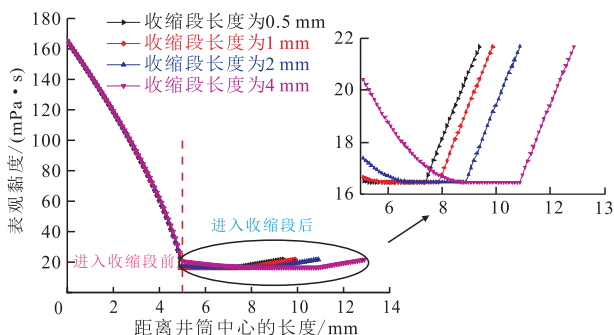 收缩段长度为0.5 mm
收缩段长度为1 mm
收缩段长度为2 mm
收缩段长度为4 mm
表观黏度/(mPa·s)
180
160
140
120
100
80
60
40
20
0
进入收缩段前
进入收缩段后
0 2 4 6 8 10 12 14
距离井筒中心的长度/mm
22
20
18
16
6 8 10 11 12 13